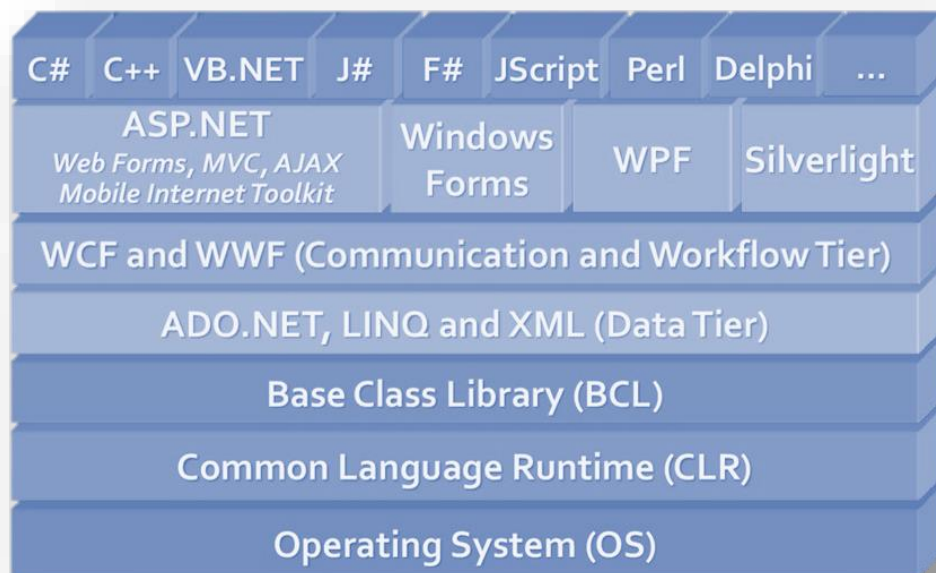 C# C++ VB.NET J# F# JScript Perl Delphi ...
ASP.NET
Web Forms, MVC, AJAX
Mobile Internet Toolkit
Windows
Forms
WPF
Silverlight
WCF and WWF (Communication and Workflow Tier)
ADO.NET, LINQ and XML (Data Tier)
Base Class Library (BCL)
Common Language Runtime (CLR)
Operating System (OS)